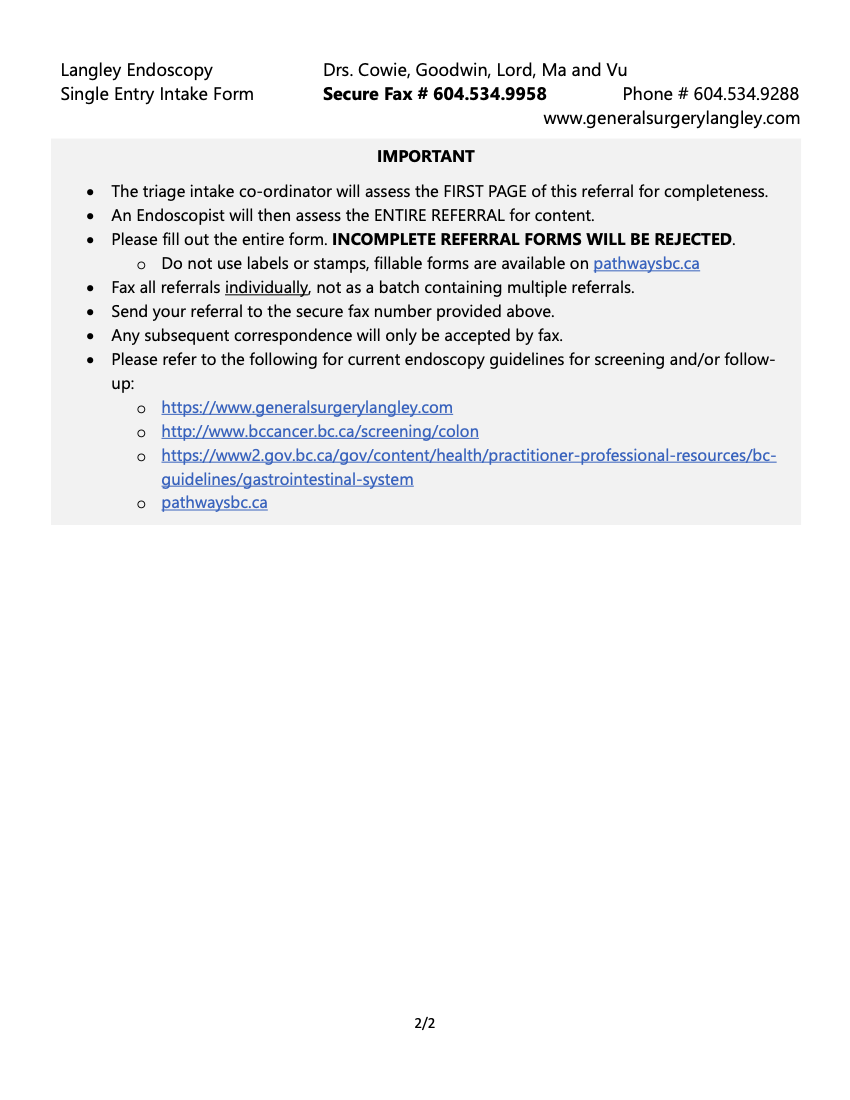 Langley Endoscopy Drs. Cowie, Goodwin, Lord, Ma and Vu
Single Entry Intake Form Secure Fax # 604.534.9958 Phone # 604.534.9288
www.generalsurgerylangley.com
IMPORTANT
• The triage intake co-ordinator will assess the FIRST PAGE of this referral for completeness.
• An Endoscopist will then assess the ENTIRE REFERRAL for content.
• Please fill out the entire form. INCOMPLETE REFERRAL FORMS WILL BE REJECTED.
o Do not use labels or stamps, fillable forms are available on pathwaysbc.ca
• Fax all referrals individually, not as a batch containing multiple referrals.
• Send your referral to the secure fax number provided above.
• Any subsequent correspondence will only be accepted by fax.
• Please refer to the following for current endoscopy guidelines for screening and/or follow-
up:
o https://www.generalsurgerylangley.com
o http://www.bccancer.bc.ca/screening/colon
o https://www2.gov.bc.ca/gov/content/health/practitioner-professional-resources/bc-
guidelines/gastrointestinal-system
o pathwaysbc.ca
2/2